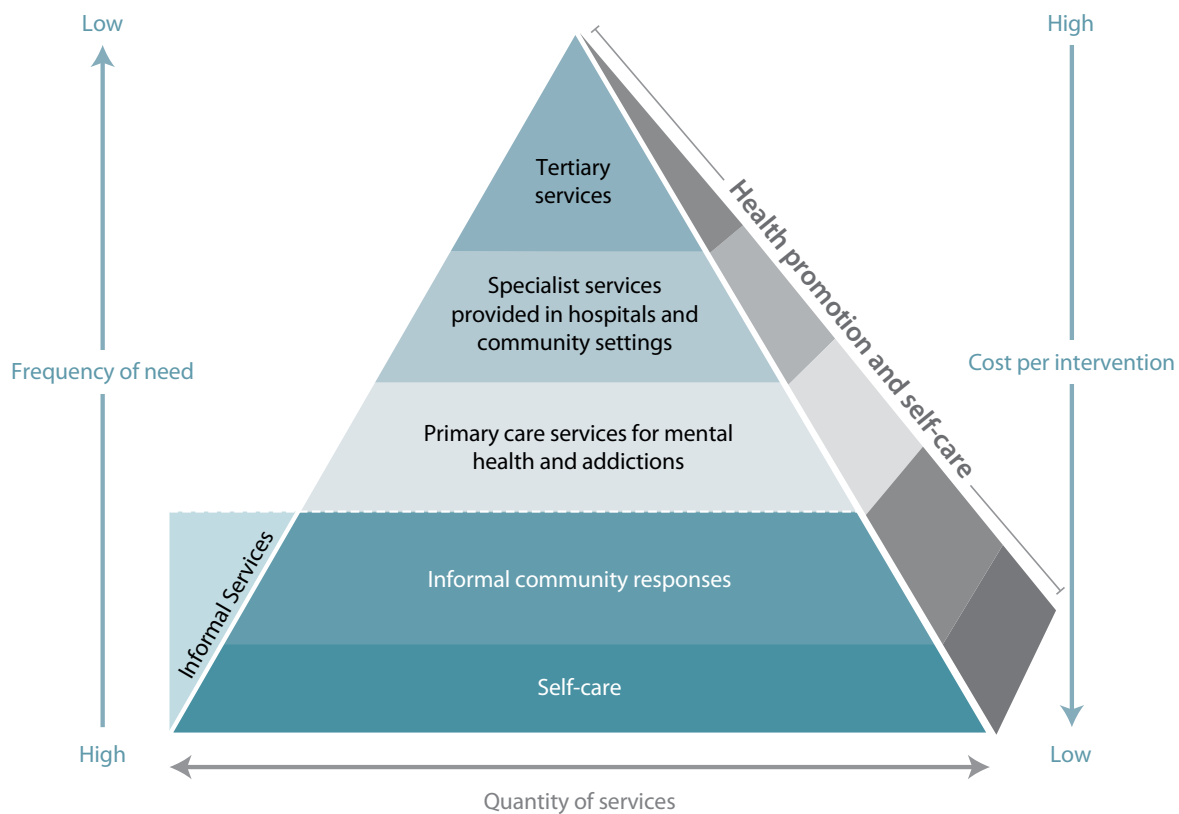 Low
High
Tertiary
services
Health promotion and self-care
Specialist services
provided in hospitals and
community settings
Frequency of need
Cost per intervention
Primary care services for mental
health and addictions
Informal Services
Informal community responses
Self-care
High
Low
Quantity of services